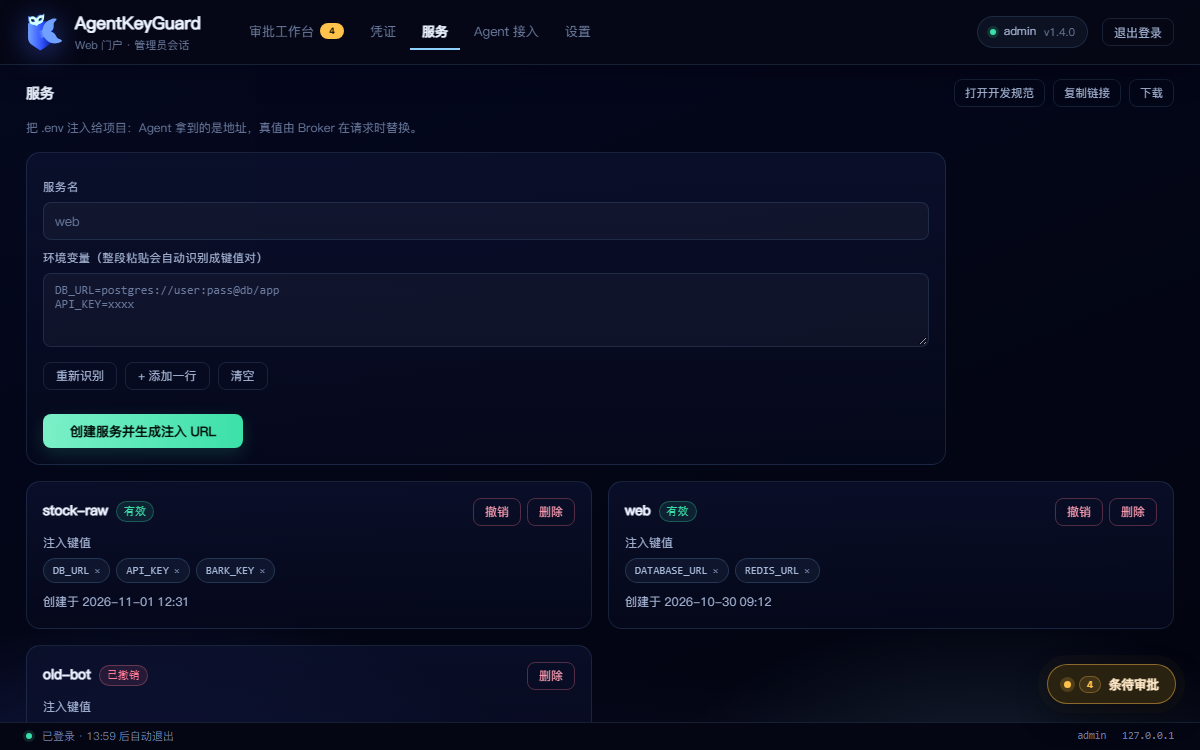 AgentKeyGuard
Web 门户 · 管理员会话
审批工作台 4 凭证 服务 Agent 接入 设置
admin v1.4.0 退出登录
服务
打开开发规范 复制链接 下载
把 .env 注入给项目：Agent 拿到的是地址，真值由 Broker 在请求时替换。
服务名
web
环境变量（整段粘贴会自动识别成键值对）
DB_URL=postgres://user:pass@db/app
API_KEY=xxxx
重新识别 + 添加一行 清空
创建服务并生成注入 URL
stock-raw 有效 撤销 删除
注入键值
DB_URL × API_KEY × BARK_KEY ×
创建于 2026-11-01 12:31
web 有效 撤销 删除
注入键值
DATABASE_URL × REDIS_URL ×
创建于 2026-10-30 09:12
old-bot 已撤销 删除
注入键值
4 条待审批
已登录 · 13:59 后自动退出
admin 127.0.0.1